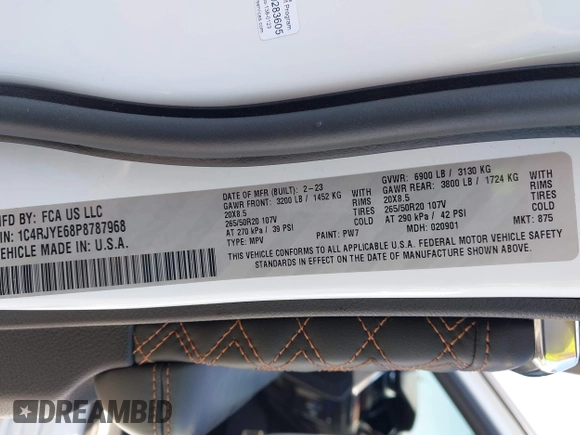 Program
283605
MFD BY: FCA US LLC
VIN: 1C4RJYE68P8787968
VEHICLE MADE IN U.S.A.
DATE OF MFR (BUILT): 2-23
GAWR FRONT: 3200 LB / 1452 KG
WITH
20X8.5
RIMS
265/50R20 107V
TIRES
AT 270 kPa / 39 PSI
COLD
TYPE: MPV
PAINT: PW7
GVWR: 6900 LB / 3130 KG
GAWR REAR: 3800 LB / 1724 KG
WITH
20X8.5
RIMS
265/50R20 107V
TIRES
AT 290 kPa / 42 PSI
COLD
MDH: 020901
MKT: 875
THIS VEHICLE CONFORMS TO ALL APPLICABLE U.S.A. FEDERAL MOTOR VEHICLE SAFETY
STANDARDS IN EFFECT ON THE DATE OF MANUFACTURE SHOWN ABOVE.
DREAMBID